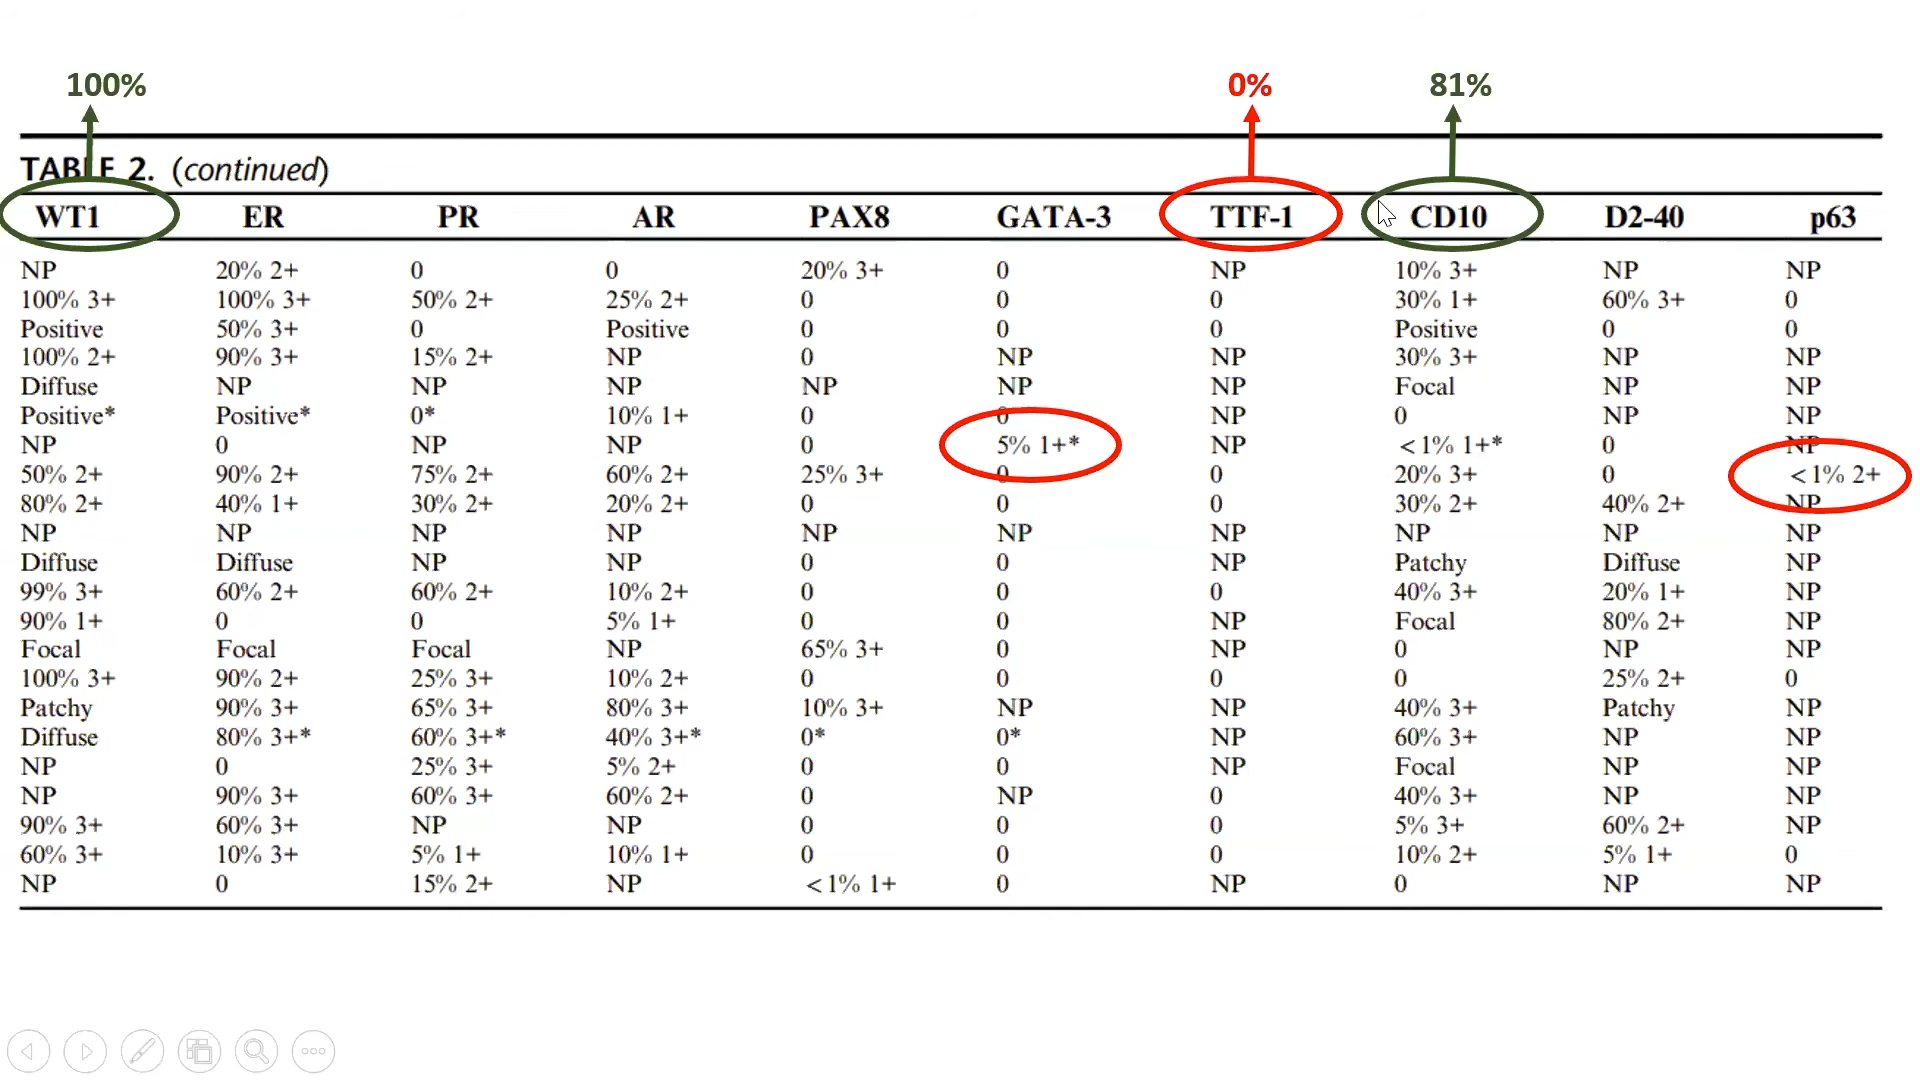 100% 0% 81%
TABLE 2. (continued)
WT1 ER PR AR PAX8 GATA-3 TTF-1 CD10 D2-40 p63
NP 20% 2+ 0 0 20% 3+ 0 NP 10% 3+ NP NP
100% 3+ 100% 3+ 50% 2+ 25% 2+ 0 0 0 30% 1+ 60% 3+ 0
Positive 50% 3+ 0 Positive 0 0 0 Positive 0 0
100% 2+ 90% 3+ 15% 2+ NP 0 NP NP 30% 3+ NP NP
Diffuse NP NP NP NP NP NP Focal NP NP
Positive* Positive* 0* 10% 1+ 0 0 NP 0 NP NP
NP 0 NP NP 0 5% 1+* NP <1% 1+* 0 NP
50% 2+ 90% 2+ 75% 2+ 60% 2+ 25% 3+ 0 0 20% 3+ 0 <1% 2+
80% 2+ 40% 1+ 30% 2+ 20% 2+ 0 0 0 30% 2+ 40% 2+ NP
NP NP NP NP NP NP NP NP NP NP
Diffuse Diffuse NP NP 0 0 NP Patchy Diffuse NP
99% 3+ 60% 2+ 60% 2+ 10% 2+ 0 0 0 40% 3+ 20% 1+ NP
90% 1+ 0 0 5% 1+ 0 0 NP Focal 80% 2+ NP
Focal Focal Focal NP 65% 3+ 0 NP 0 NP NP
100% 3+ 90% 2+ 25% 3+ 10% 2+ 0 0 0 0 25% 2+ 0
Patchy 90% 3+ 65% 3+ 80% 3+ 10% 3+ NP NP 40% 3+ Patchy NP
Diffuse 80% 3+* 60% 3+* 40% 3+* 0* 0* NP 60% 3+ NP NP
NP 0 25% 3+ 5% 2+ 0 0 NP Focal NP NP
NP 90% 3+ 60% 3+ 60% 2+ 0 NP 0 40% 3+ NP NP
90% 3+ 60% 3+ NP NP 0 0 0 5% 3+ 60% 2+ NP
60% 3+ 10% 3+ 5% 1+ 10% 1+ 0 0 0 10% 2+ 5% 1+ 0
NP 0 15% 2+ NP <1% 1+ 0 NP 0 NP NP